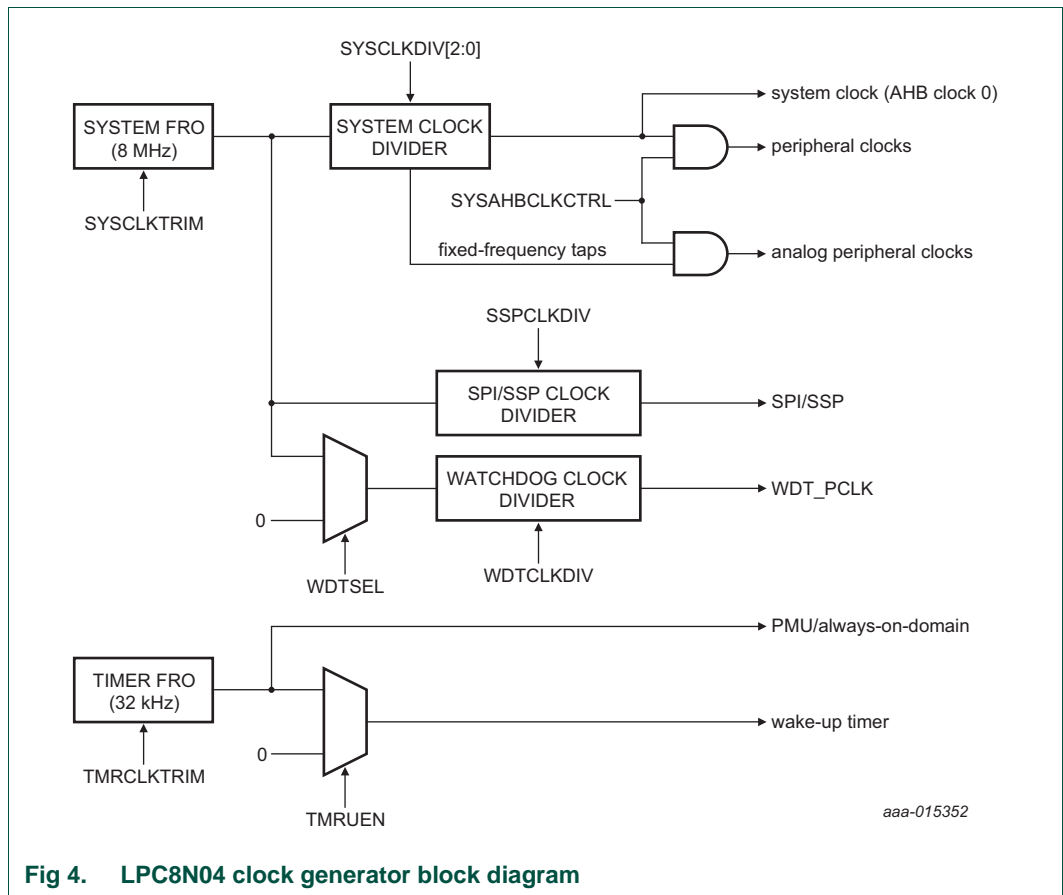 SYSCLKDIV[2:0]
system clock (AHB clock 0)
SYSTEM FRO
(8 MHz)
SYSTEM CLOCK
DIVIDER
peripheral clocks
SYSAHBCLKCTRL
SYSCLKTRIM
fixed-frequency taps
analog peripheral clocks
SSPCLKDIV
SPI/SSP CLOCK
DIVIDER
SPI/SSP
WATCHDOG CLOCK
DIVIDER
WDT_PCLK
0
WDTSEL
WDTCLKDIV
PMU/always-on-domain
TIMER FRO
(32 kHz)
wake-up timer
0
TMRCLKTRIM
TMRUEN
aaa-015352
Fig 4. LPC8N04 clock generator block diagram